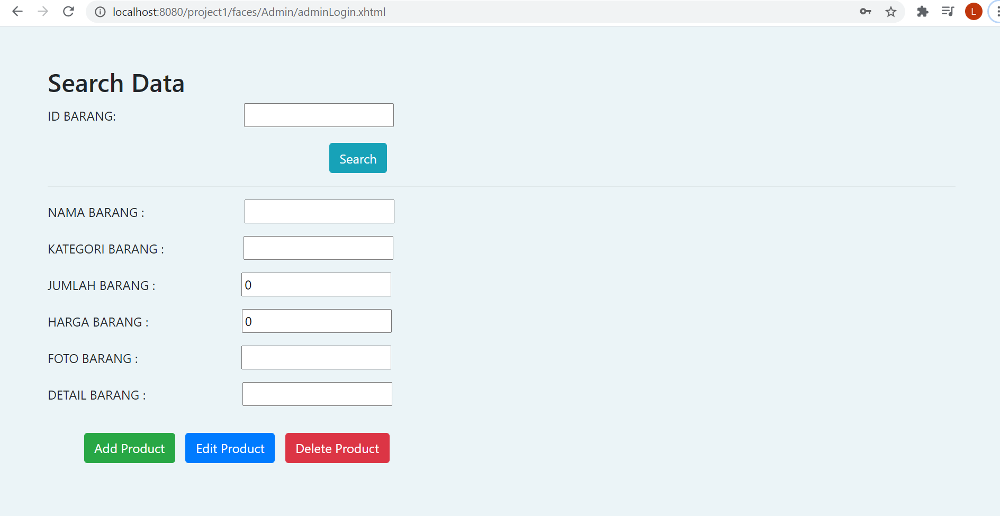 localhost:8080/project1/faces/Admin/adminLogin.xhtml
L
Search Data
ID BARANG:
Search
NAMA BARANG :
KATEGORI BARANG :
JUMLAH BARANG : 0
HARGA BARANG : 0
FOTO BARANG :
DETAIL BARANG :
Add Product Edit Product Delete Product